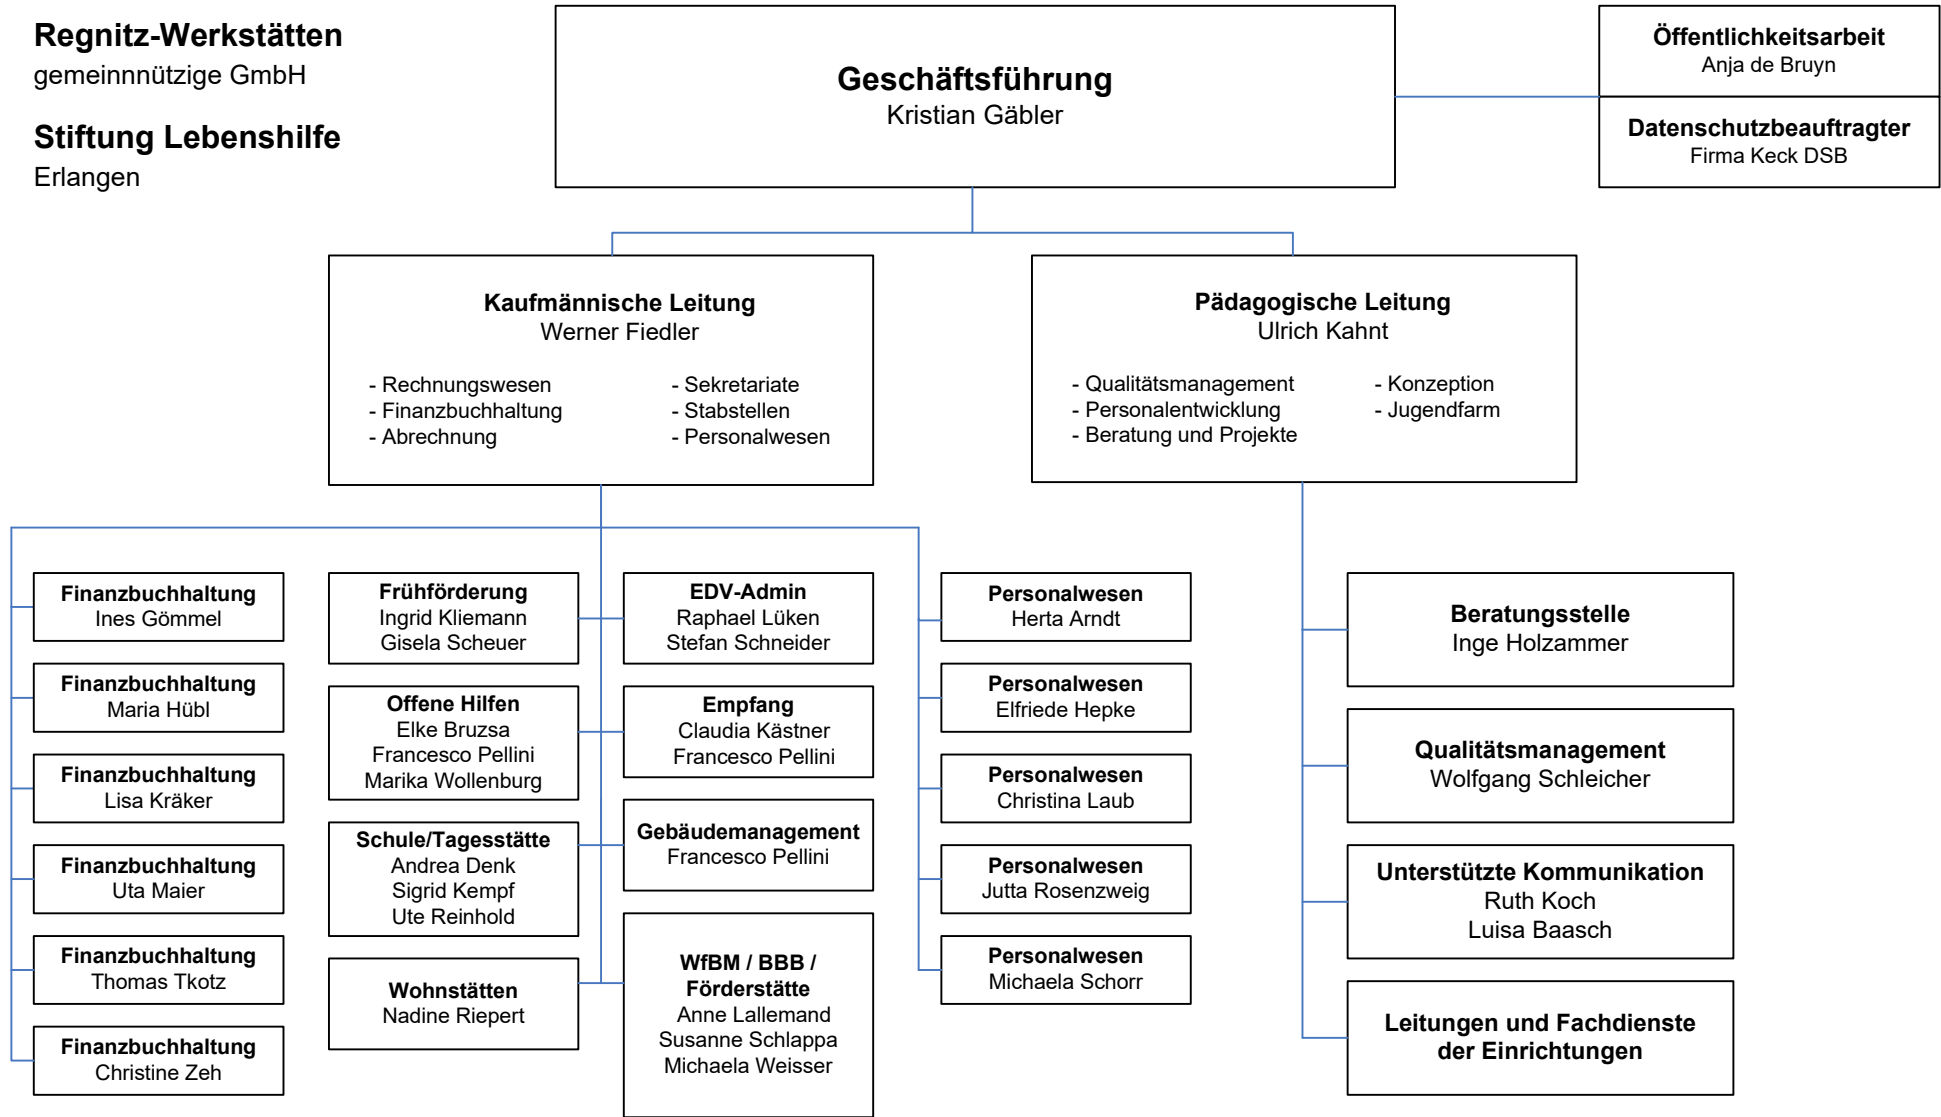 Regnitz-Werkstätten
gemeinnnützige GmbH
Stiftung Lebenshilfe
Erlangen
Geschäftsführung
Kristian Gäbler
Öffentlichkeitsarbeit
Anja de Bruyn
Datenschutzbeauftragter
Firma Keck DSB
Kaufmännische Leitung
Werner Fiedler
- Rechnungswesen
- Finanzbuchhaltung
- Abrechnung
- Sekretariate
- Stabstellen
- Personalwesen
Pädagogische Leitung
Ulrich Kahnt
- Qualitätsmanagement
- Personalentwicklung
- Beratung und Projekte
- Konzeption
- Jugendfarm
Finanzbuchhaltung
Ines Gömmel
Finanzbuchhaltung
Maria Hübl
Finanzbuchhaltung
Lisa Kräker
Finanzbuchhaltung
Uta Maier
Finanzbuchhaltung
Thomas Tkotz
Finanzbuchhaltung
Christine Zeh
Frühförderung
Ingrid Kliemann
Gisela Scheuer
Offene Hilfen
Elke Bruzsa
Francesco Pellini
Marika Wollenburg
Schule/Tagesstätte
Andrea Denk
Sigrid Kempf
Ute Reinhold
Wohnstätten
Nadine Riepert
EDV-Admin
Raphael Lüken
Stefan Schneider
Empfang
Claudia Kästner
Francesco Pellini
Gebäudemanagement
Francesco Pellini
WfBM / BBB /
Förderstätte
Anne Lallemand
Susanne Schlappa
Michaela Weisser
Personalwesen
Herta Arndt
Personalwesen
Elfriede Hepke
Personalwesen
Christina Laub
Personalwesen
Jutta Rosenzweig
Personalwesen
Michaela Schorr
Beratungsstelle
Inge Holzammer
Qualitätsmanagement
Wolfgang Schleicher
Unterstützte Kommunikation
Ruth Koch
Luisa Baasch
Leitungen und Fachdienste
der Einrichtungen